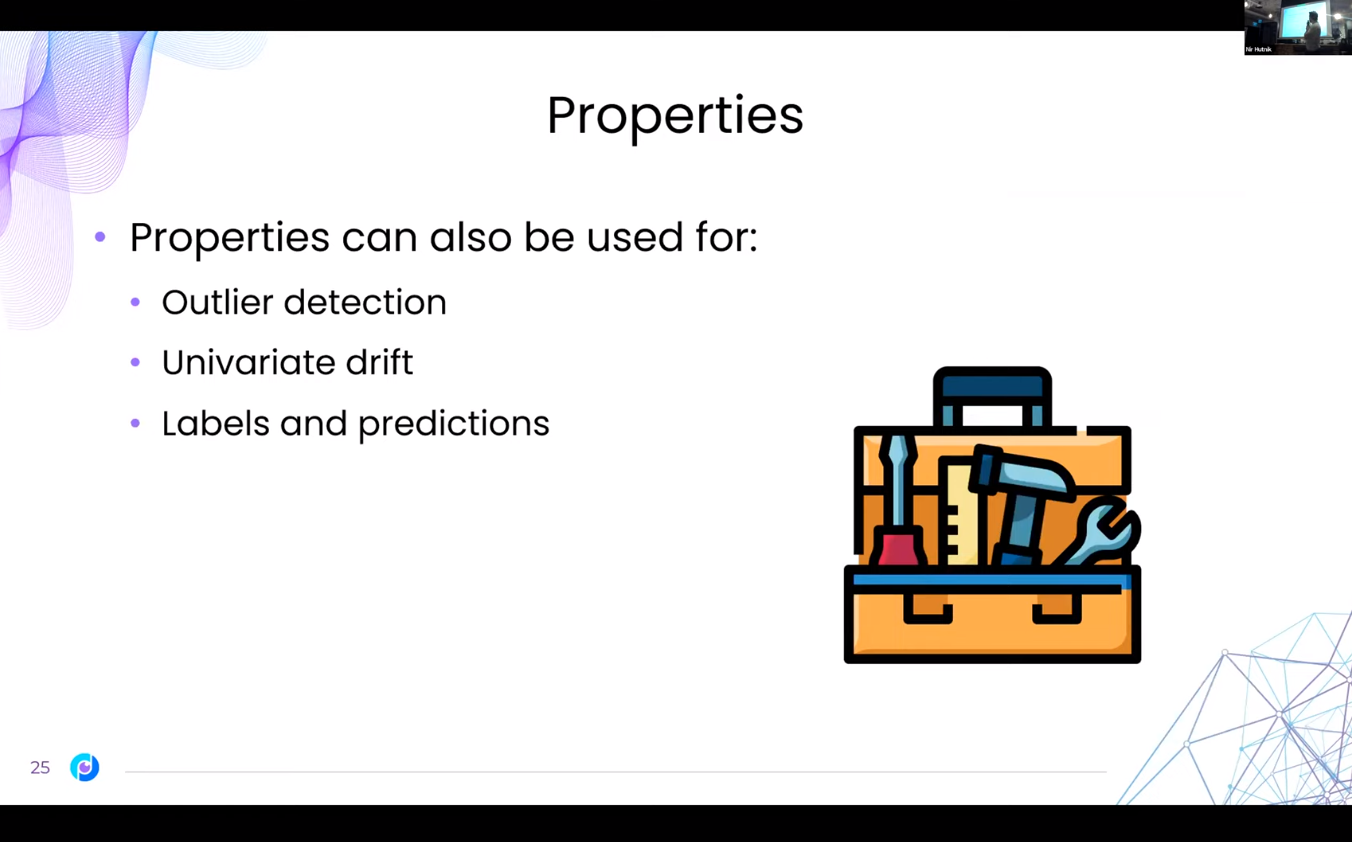 Nir Hutnik
Properties
Properties can also be used for:
Outlier detection
Univariate drift
Labels and predictions
25